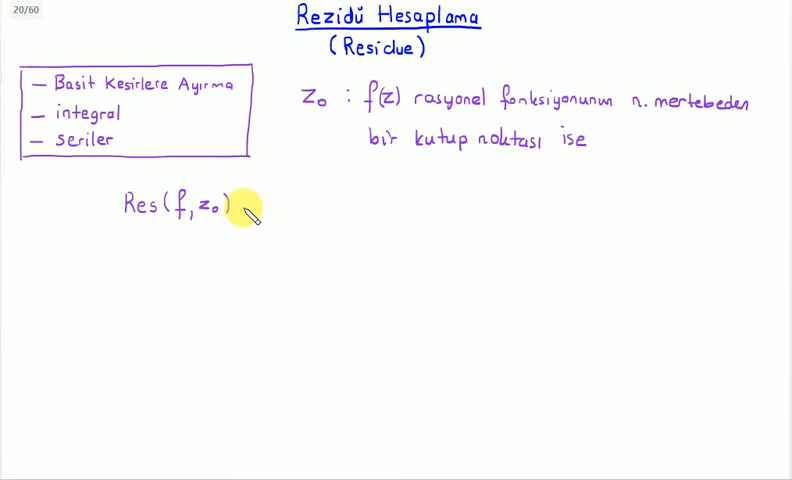 20/60
Rezidü Hesaplama
(Residue)
— Basit Kesirlere Ayırma
— integral
— seriler
z₀ : f(z) rasyonel fonksiyonunun n. mertebeden
bir kutup noktası ise
Res(f, z₀)